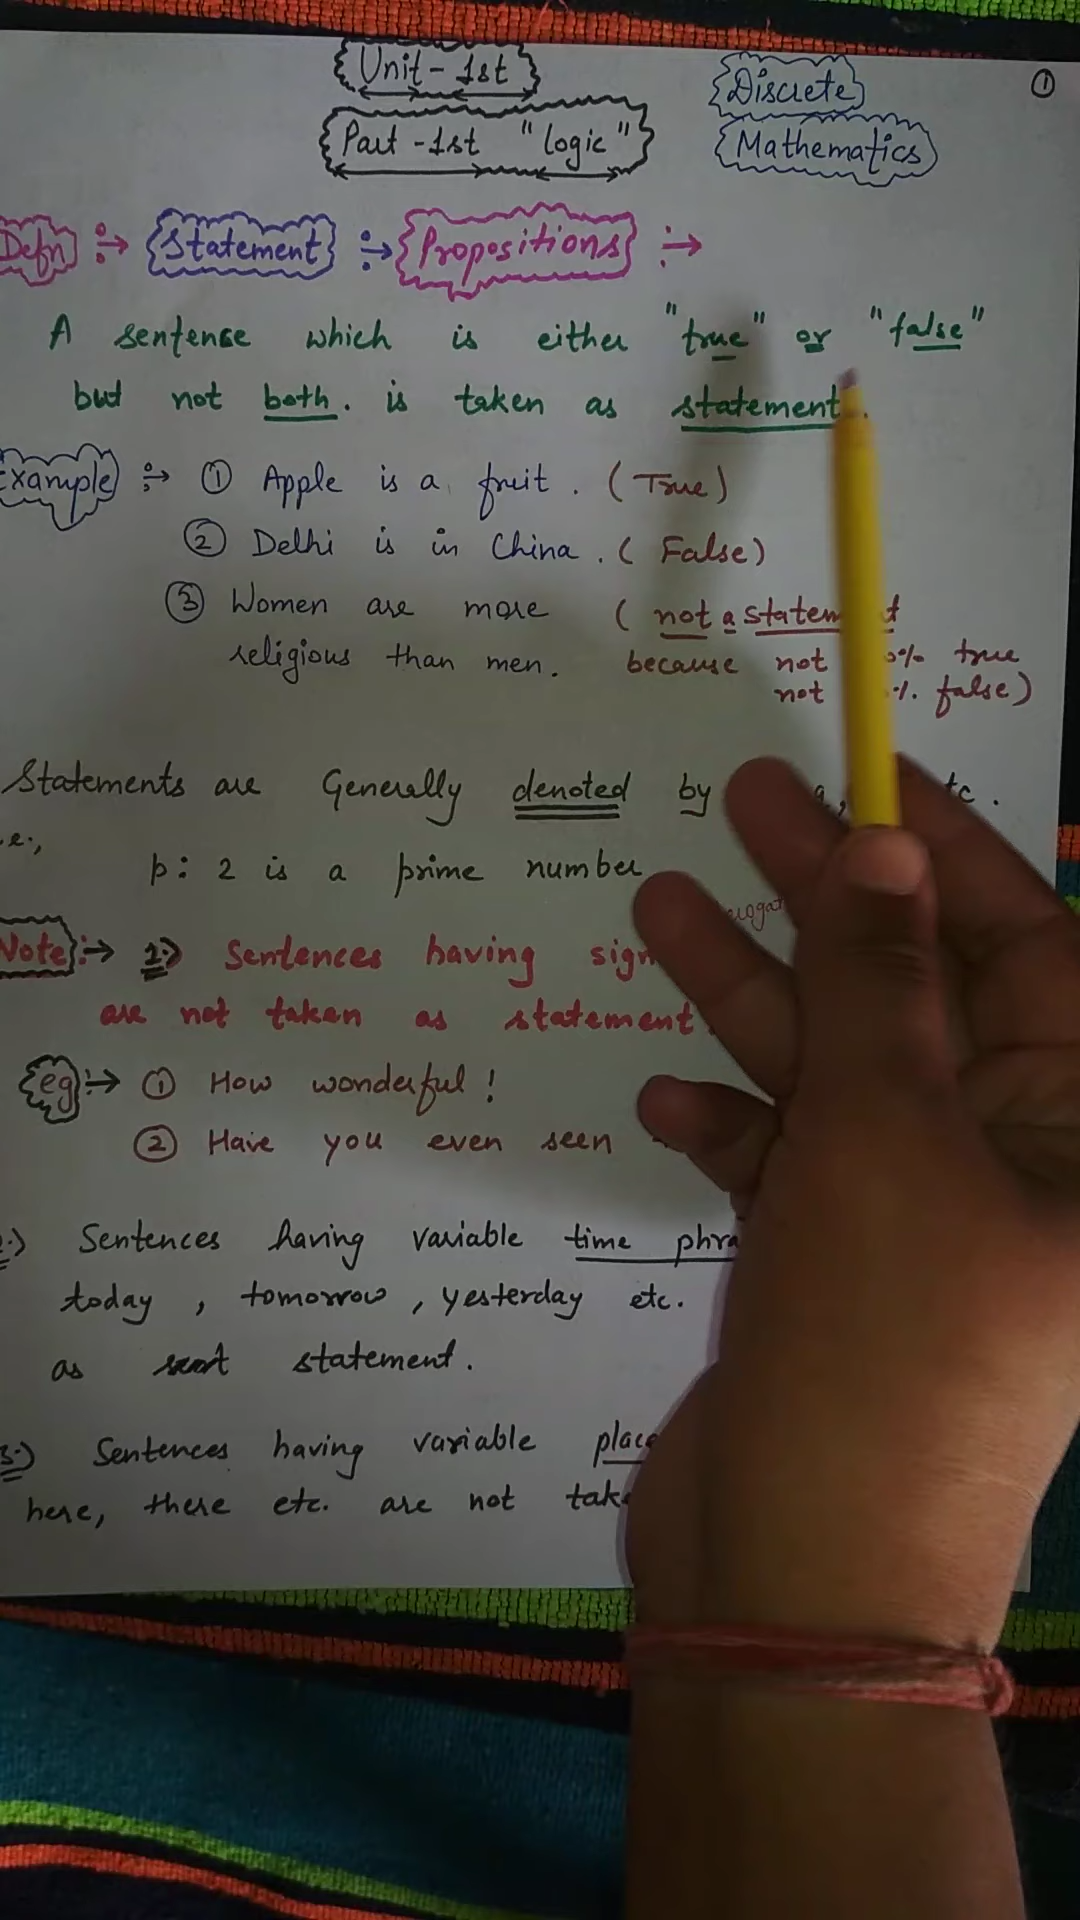 Unit-1st
Discrete
①
Part-1st "logic"
Mathematics
Defn Statement Propositions
A sentense which is either "true" or "false"
but not both. is taken as statement.
Example ① Apple is a fruit. (True)
② Delhi is in China. (False)
③ Women are more (not a statement
religious than men. because not % true
not %. false)
Statements are Generally denoted by q,
p: 2 is a prime number
Note:→ 1.) Sentences having
are not taken as statement
eg:→ ① How wonderful!
② Have you even seen
Sentences having variable time
today, tomorrow, yesterday etc.
as statement.
3.) Sentences having variable
here, there etc. are not